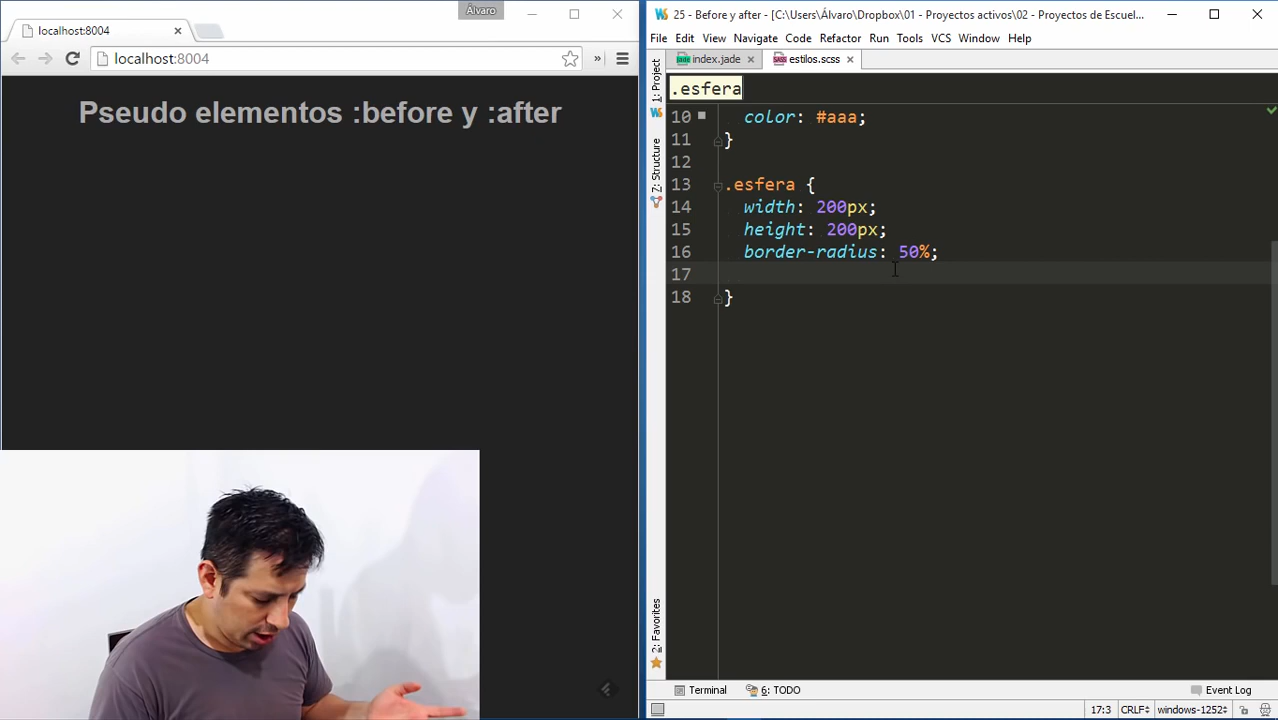 Álvaro
localhost:8004
localhost:8004
Pseudo elementos :before y :after
25 - Before y after - [C:\Users\Álvaro\Dropbox\01 - Proyectos activos\02 - Proyectos de Escuel...
File Edit View Navigate Code Refactor Run Tools VCS Window Help
index.jade estilos.scss
.esfera
1: Project
7: Structure
2: Favorites
10 color: #aaa;
11 }
12
13 .esfera {
14 width: 200px;
15 height: 200px;
16 border-radius: 50%;
17
18 }
Terminal 6: TODO Event Log
17:3 CRLF windows-1252